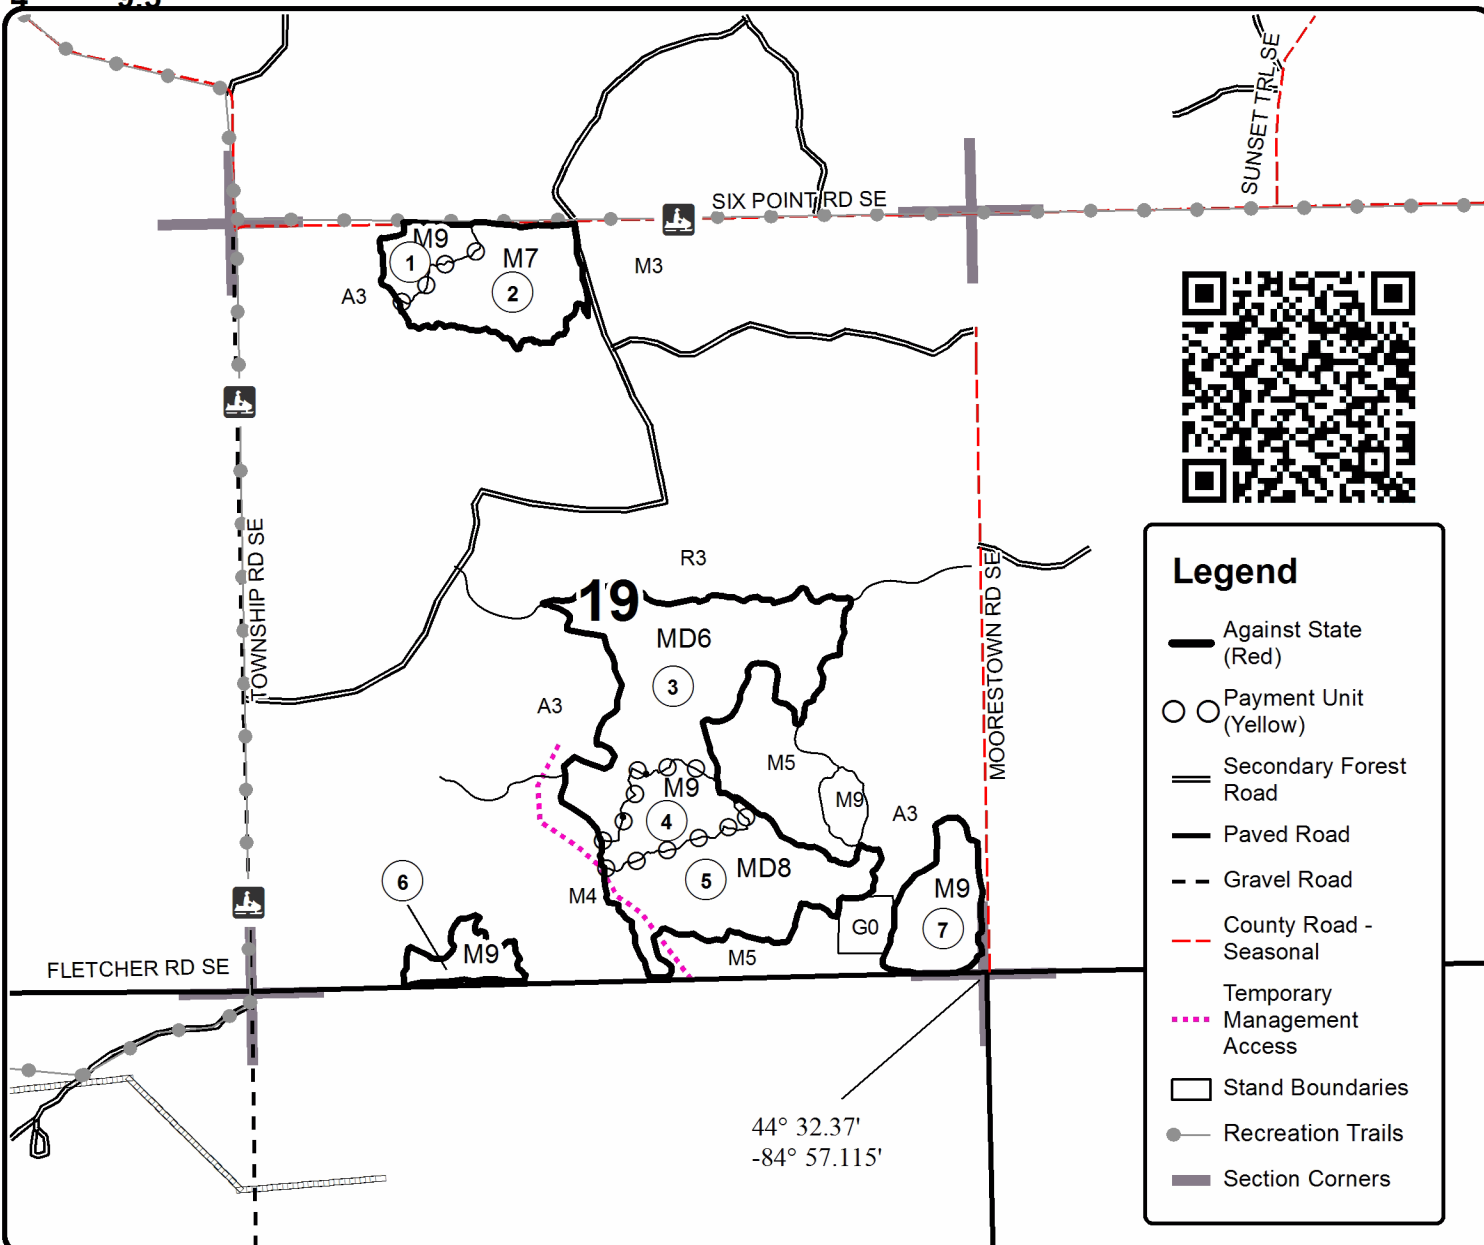 SUNSET TRL SE
SIX POINT RD SE
M9
1
M7
2
M3
A3
TOWNSHIP RD SE
R3
19
MD6
3
A3
MOORESTOWN RD SE
M5
M9
4
M9
A3
MD8
5
6
M4
M9
7
G0
M9
M5
FLETCHER RD SE
44° 32.37'
-84° 57.115'
Legend
Against State
(Red)
Payment Unit
(Yellow)
Secondary Forest
Road
Paved Road
Gravel Road
County Road -
Seasonal
Temporary
Management
Access
Stand Boundaries
Recreation Trails
Section Corners